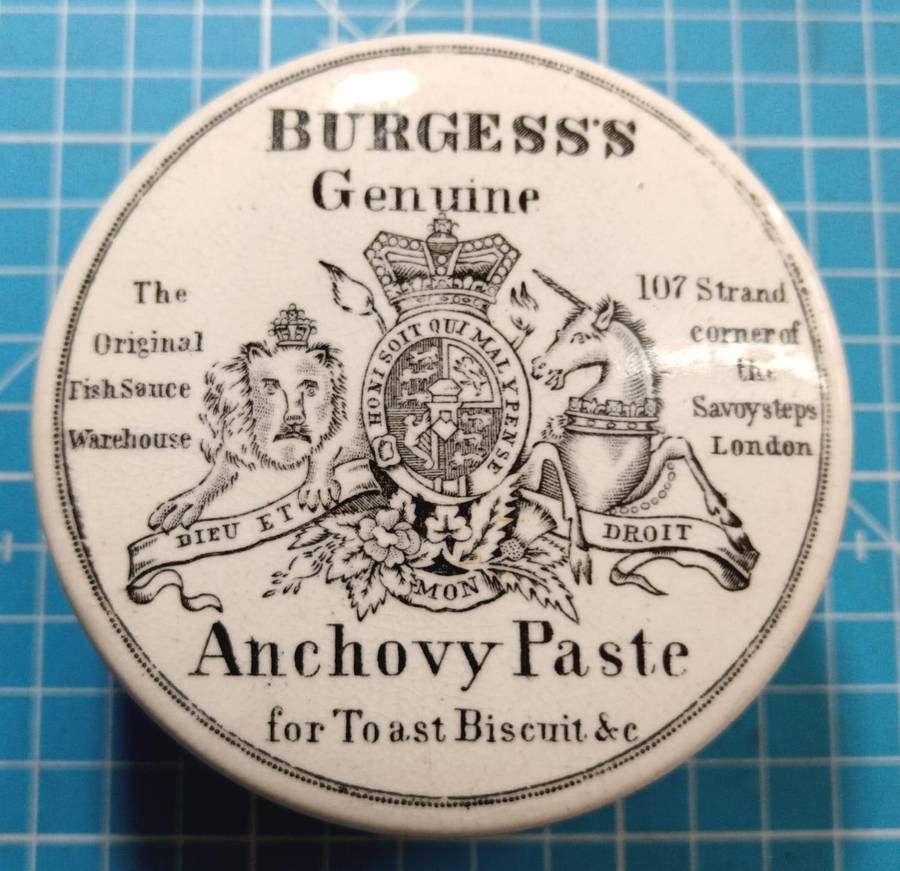 BURGESS'S
Genuine
The
Original
Fish Sauce
Warehouse
107 Strand
corner of
the
Savoy steps
London
HONI SOIT QUI MAL Y PENSE
DIEU ET
MON
DROIT
Anchovy Paste
for Toast Biscuit &c